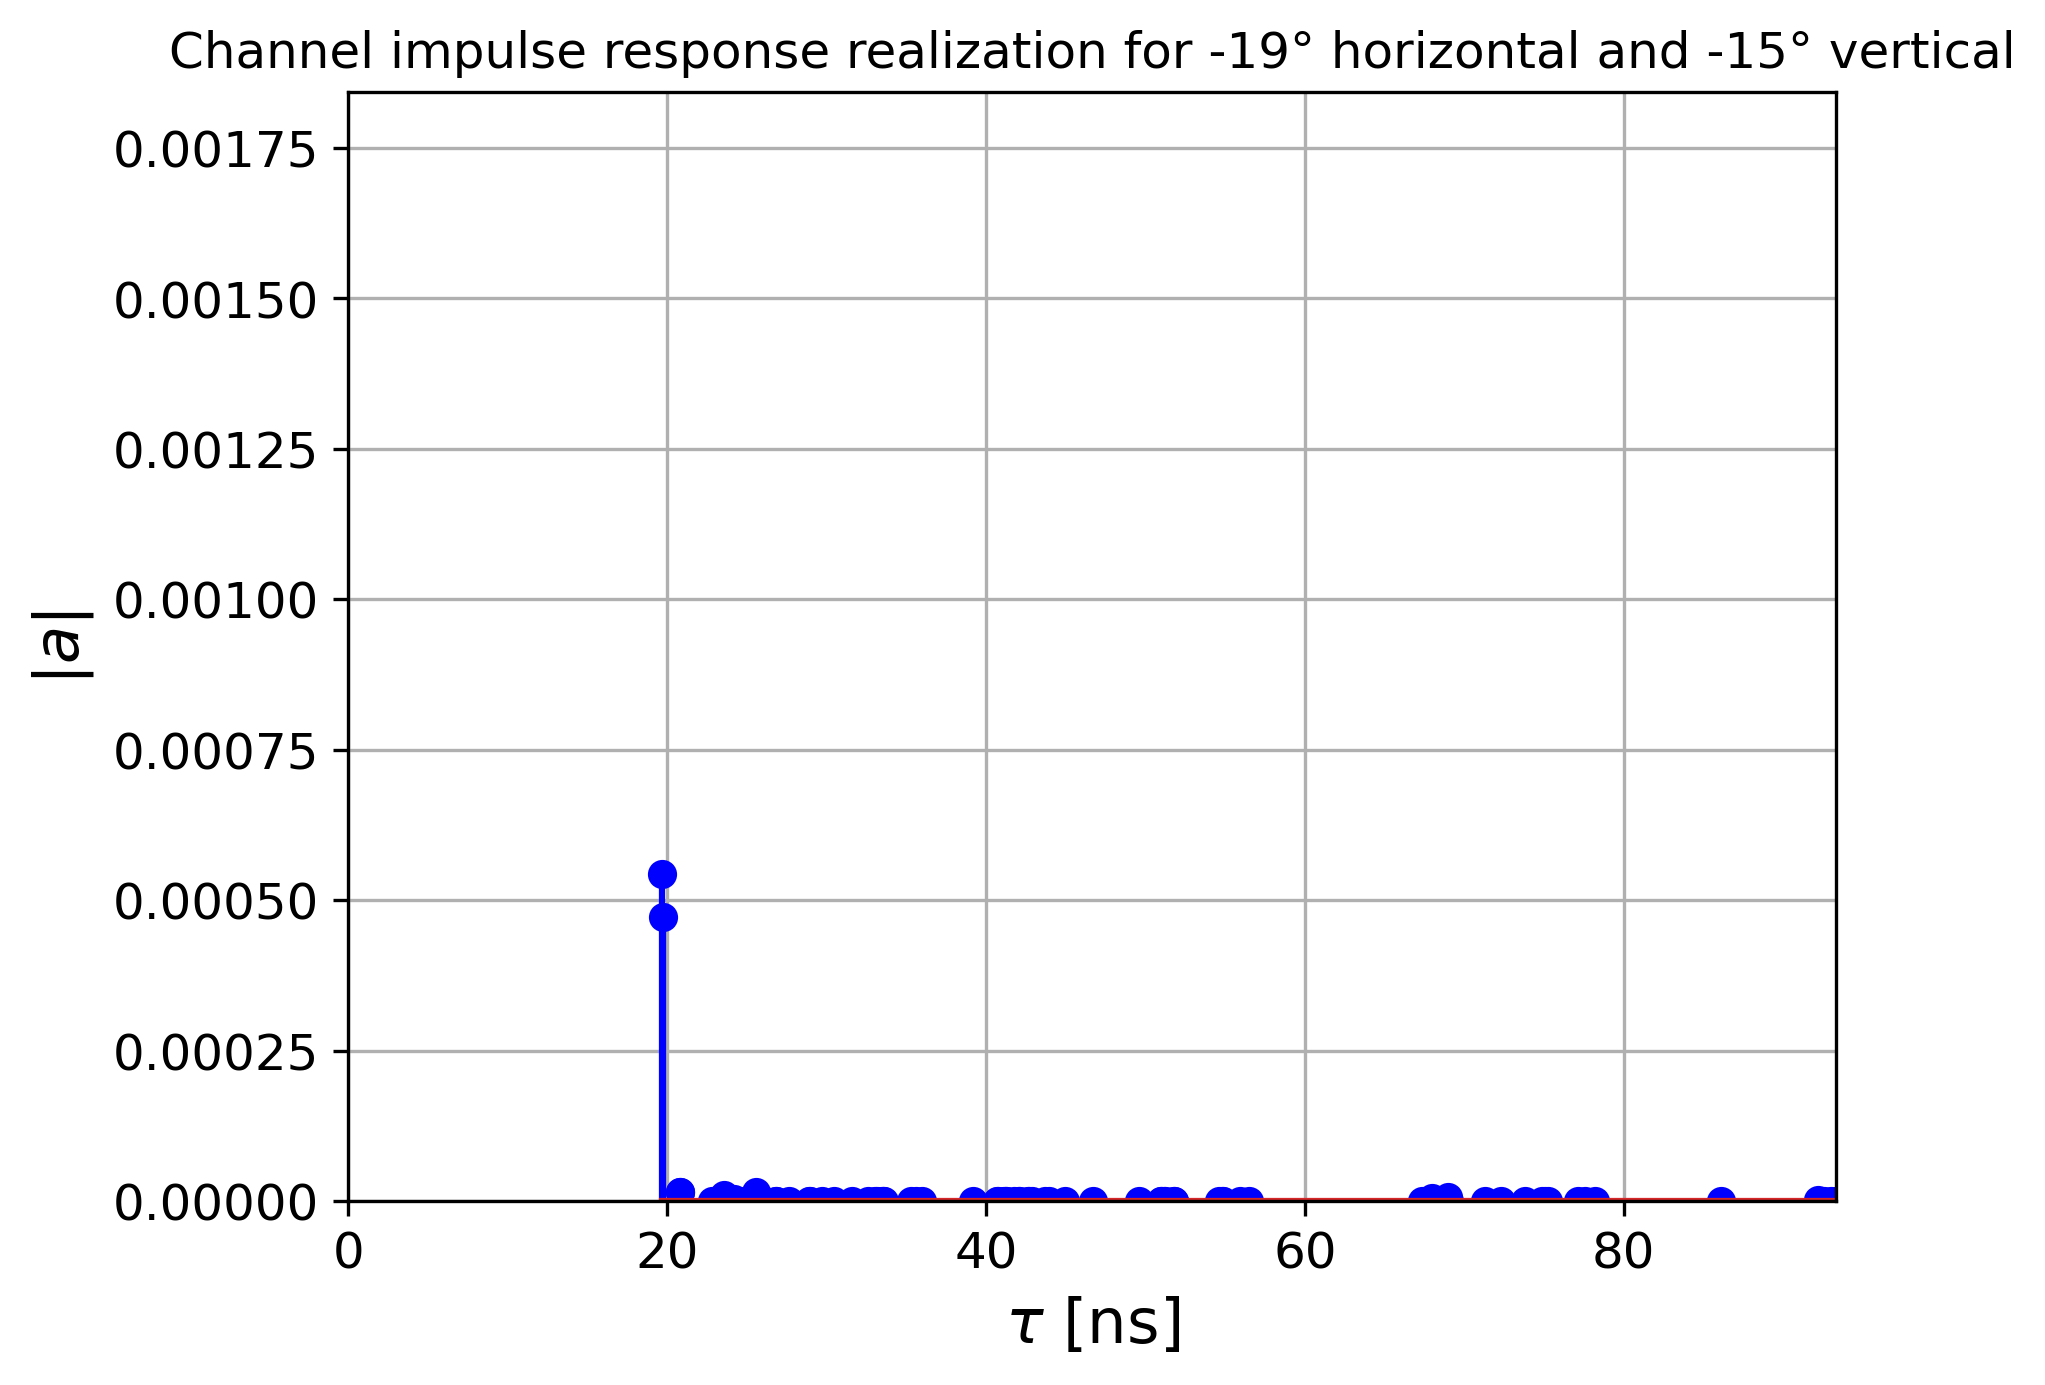 Channel impulse response realization for -19° horizontal and -15° vertical
0.00175
0.00150
0.00125
0.00100
0.00075
0.00050
0.00025
0.00000
|a|
0 20 40 60 80
τ [ns]